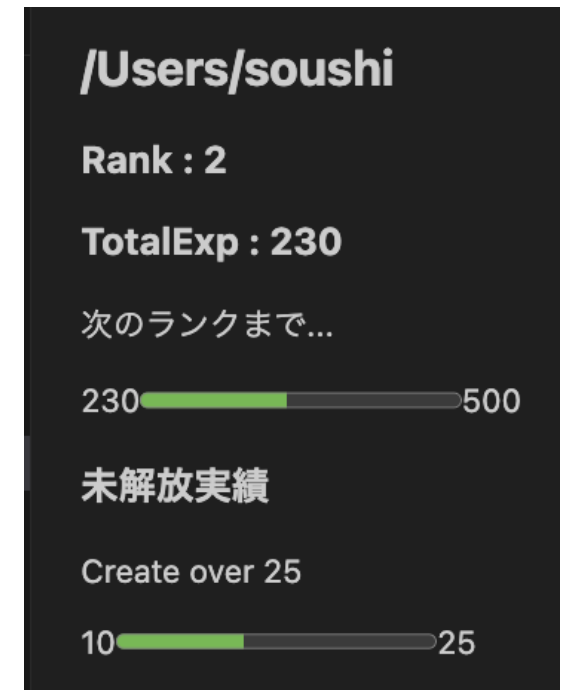 /Users/soushi
Rank : 2
TotalExp : 230
次のランクまで...
230 500
未解放実績
Create over 25
10 25